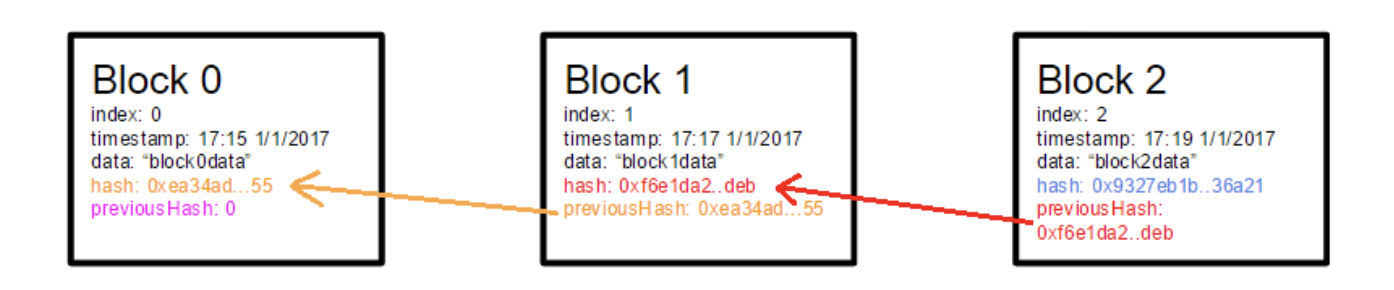 Block 0
index: 0
timestamp: 17:15 1/1/2017
data: “block0data”
hash: 0xea34ad...55
previousHash: 0
Block 1
index: 1
timestamp: 17:17 1/1/2017
data: “block1data”
hash: 0xf6e1da2..deb
previousHash: 0xea34ad...55
Block 2
index: 2
timestamp: 17:19 1/1/2017
data: “block2data”
hash: 0x9327eb1b..36a21
previousHash:
0xf6e1da2..deb